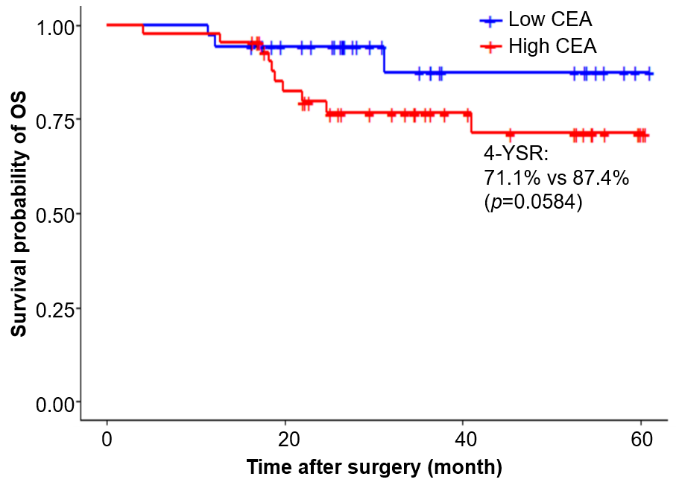 Low CEA
High CEA
1.00
0.75
0.50
0.25
0.00
Survival probability of OS
4-YSR:
71.1% vs 87.4%
(p=0.0584)
0 20 40 60
Time after surgery (month)